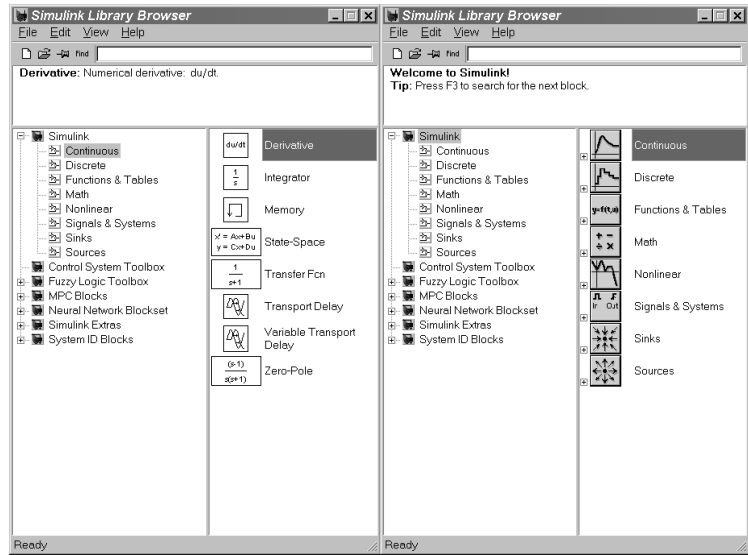 Simulink Library Browser
File Edit View Help
Find
Derivative: Numerical derivative: du/dt.
Simulink
Continuous
Discrete
Functions & Tables
Math
Nonlinear
Signals & Systems
Sinks
Sources
Control System Toolbox
Fuzzy Logic Toolbox
MPC Blocks
Neural Network Blockset
Simulink Extras
System ID Blocks
du/dt Derivative
1
s
Integrator
Memory
x' = Ax+Bu
y = Cx+Du
State-Space
1
s+1
Transfer Fcn
Transport Delay
Variable Transport
Delay
(s-1)
s(s+1)
Zero-Pole
Ready
Simulink Library Browser
File Edit View Help
Find
Welcome to Simulink!
Tip: Press F3 to search for the next block.
Simulink
Continuous
Discrete
Functions & Tables
Math
Nonlinear
Signals & Systems
Sinks
Sources
Control System Toolbox
Fuzzy Logic Toolbox
MPC Blocks
Neural Network Blockset
Simulink Extras
System ID Blocks
Continuous
Discrete
y=f(t,u) Functions & Tables
+ −
÷ ×
Math
Nonlinear
Out
Signals & Systems
Sinks
Sources
Ready